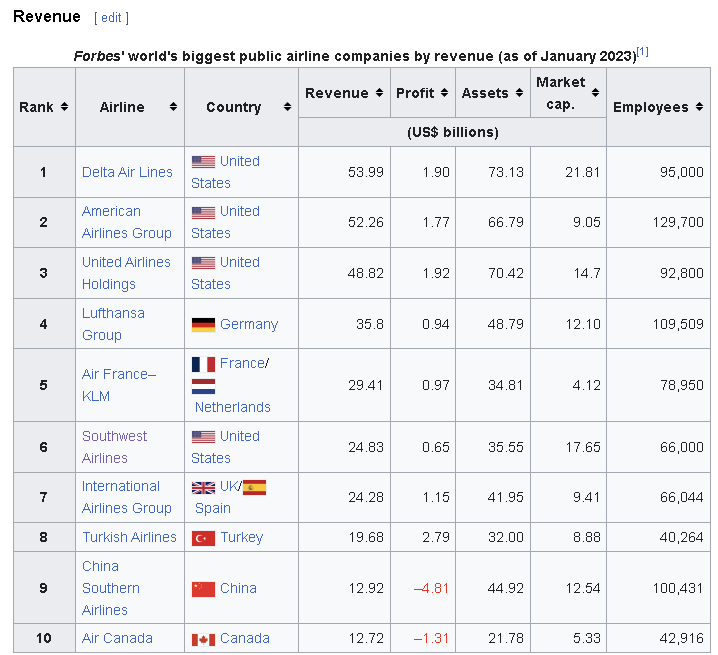 Revenue [ edit ]
Forbes' world's biggest public airline companies by revenue (as of January 2023)[1]
Rank Airline Country Revenue Profit Assets Market cap. Employees
(US$ billions)
1 Delta Air Lines United States 53.99 1.90 73.13 21.81 95,000
2 American Airlines Group United States 52.26 1.77 66.79 9.05 129,700
3 United Airlines Holdings United States 48.82 1.92 70.42 14.7 92,800
4 Lufthansa Group Germany 35.8 0.94 48.79 12.10 109,509
5 Air France–KLM France/ Netherlands 29.41 0.97 34.81 4.12 78,950
6 Southwest Airlines United States 24.83 0.65 35.55 17.65 66,000
7 International Airlines Group UK/ Spain 24.28 1.15 41.95 9.41 66,044
8 Turkish Airlines Turkey 19.68 2.79 32.00 8.88 40,264
9 China Southern Airlines China 12.92 –4.81 44.92 12.54 100,431
10 Air Canada Canada 12.72 –1.31 21.78 5.33 42,916